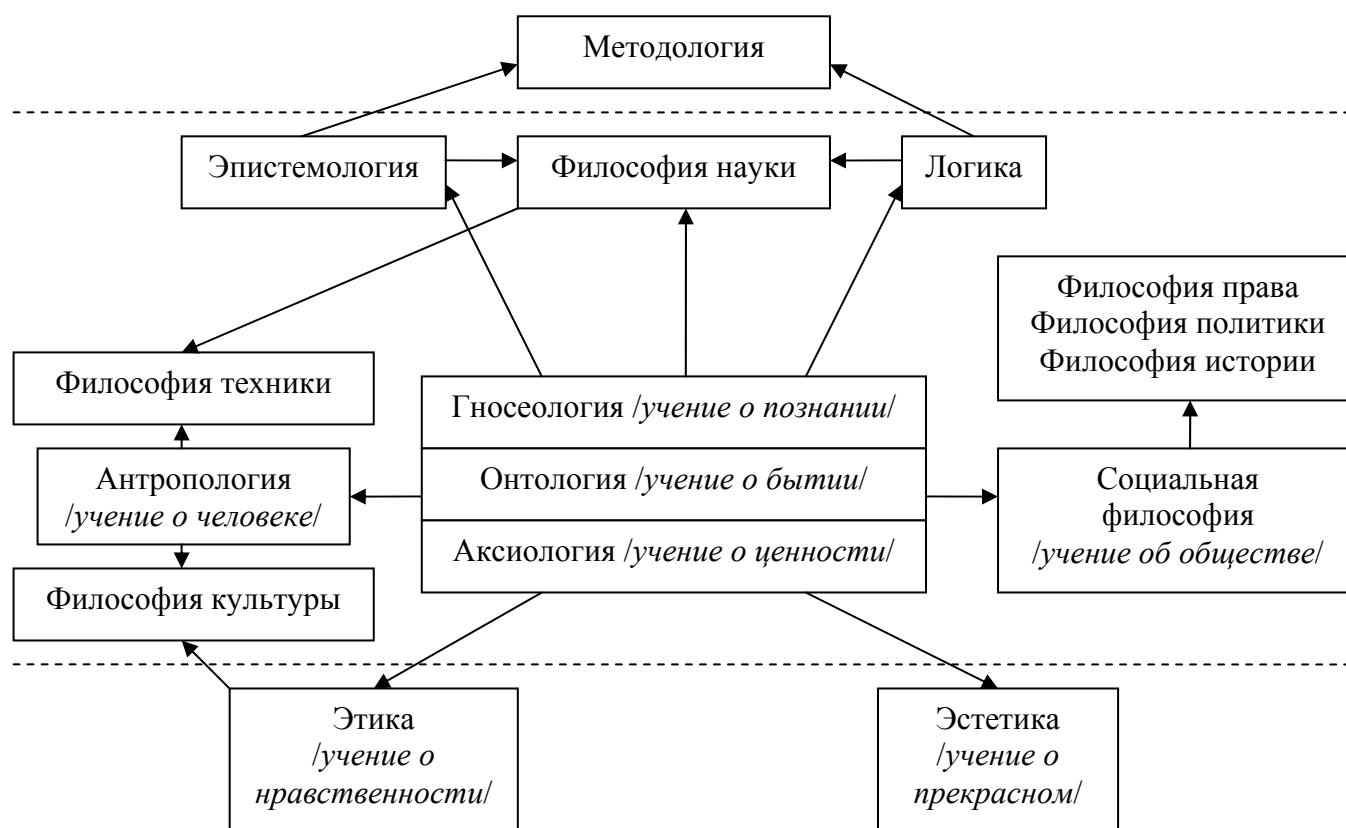 Методология
Эпистемология
Философия науки
Логика
Философия права
Философия политики
Философия истории
Философия техники
Гносеология /учение о познании/
Антропология
/учение о человеке/
Онтология /учение о бытии/
Социальная
философия
/учение об обществе/
Аксиология /учение о ценности/
Философия культуры
Этика
/учение о
нравственности/
Эстетика
/учение о
прекрасном/